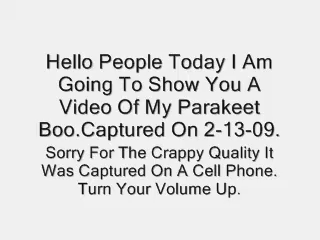 Hello People Today I Am
Going To Show You A
Video Of My Parakeet
Boo.Captured On 2-13-09.
Sorry For The Crappy Quality It
Was Captured On A Cell Phone.
Turn Your Volume Up.